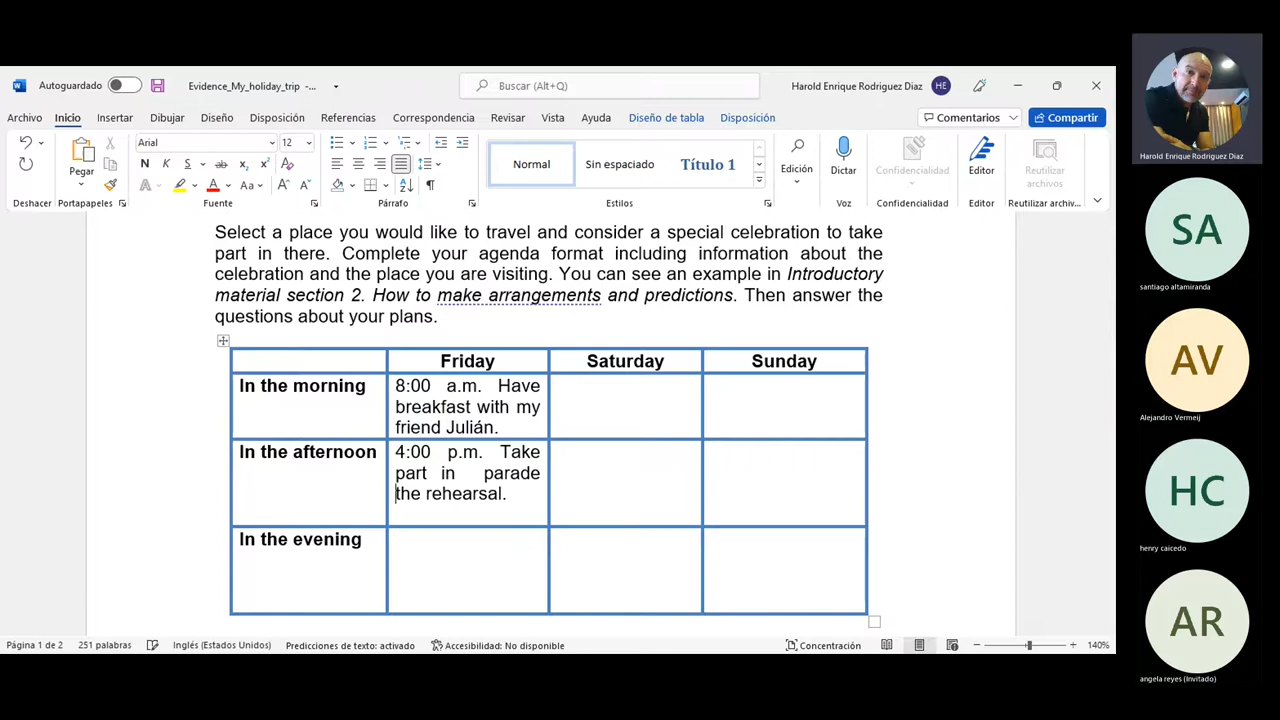 Autoguardado
Evidence_My_holiday_trip -...
Buscar (Alt+Q)
Harold Enrique Rodriguez Diaz
HE
Archivo
Inicio
Insertar
Dibujar
Diseño
Disposición
Referencias
Correspondencia
Revisar
Vista
Ayuda
Diseño de tabla
Disposición
Comentarios
Compartir
Pegar
Arial
12
N K S ab x₂ x²
A A Aa A A
Normal
Sin espaciado
Título 1
Edición
Dictar
Confidencialidad
Editor
Reutilizar
archivos
Deshacer
Portapapeles
Fuente
Párrafo
Estilos
Voz
Confidencialidad
Editor
Reutilizar archiv...
Select a place you would like to travel and consider a special celebration to take
part in there. Complete your agenda format including information about the
celebration and the place you are visiting. You can see an example in Introductory
material section 2. How to make arrangements and predictions. Then answer the
questions about your plans.
Friday
Saturday
Sunday
In the morning
8:00 a.m. Have
breakfast with my
friend Julián.
In the afternoon
4:00 p.m. Take
part in parade
the rehearsal.
In the evening
Página 1 de 2
251 palabras
Inglés (Estados Unidos)
Predicciones de texto: activado
Accesibilidad: No disponible
Concentración
140%
Harold Enrique Rodriguez Diaz
SA
santiago altamiranda
AV
Alejandro Vermeij
HC
henry caicedo
AR
angela reyes (Invitado)